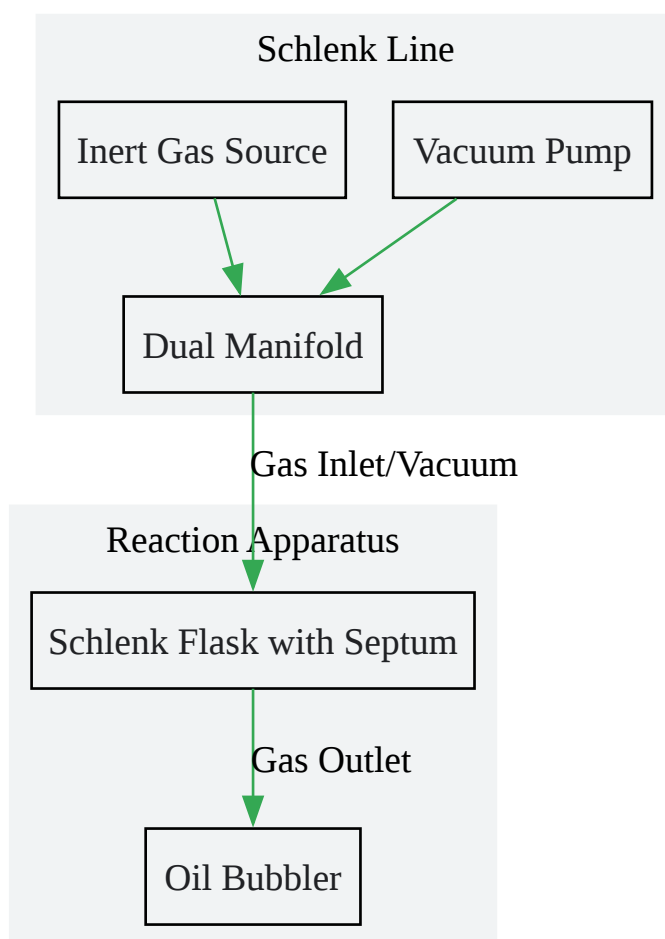 Schlenk Line
Inert Gas Source
Vacuum Pump
Dual Manifold
Gas Inlet/Vacuum
Reaction Apparatus
Schlenk Flask with Septum
Gas Outlet
Oil Bubbler